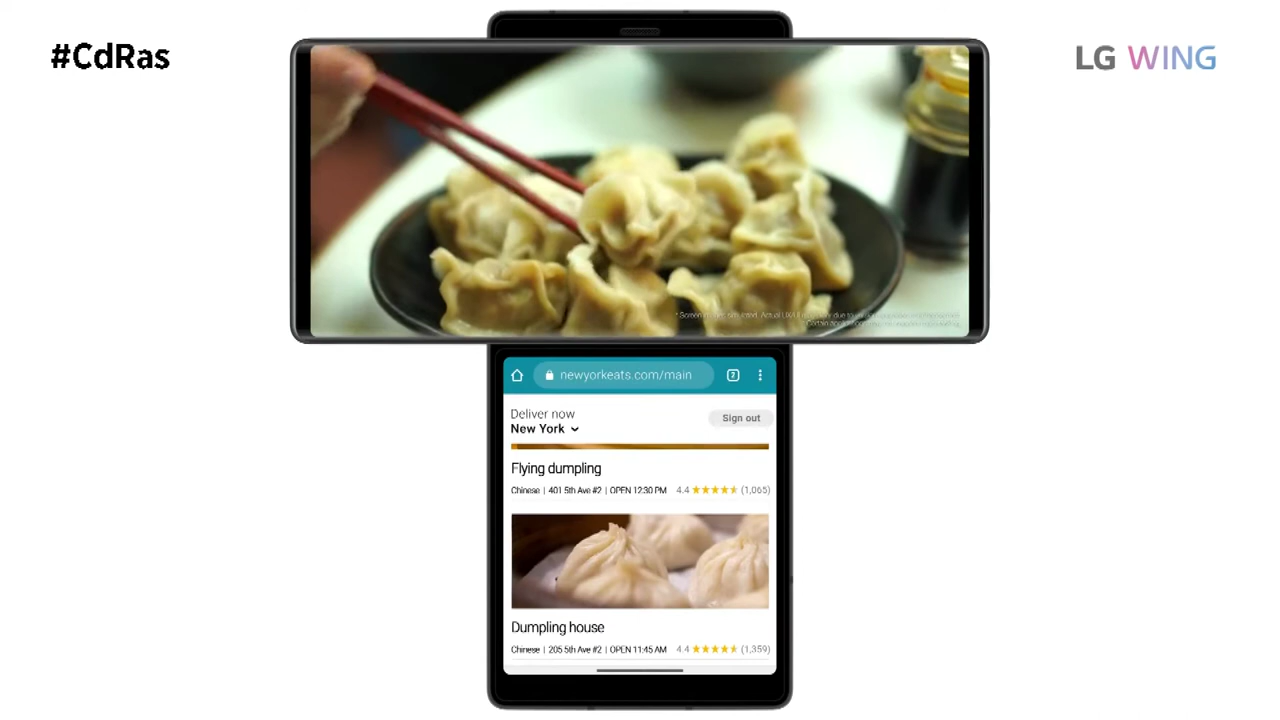 #CdRas
LG WING
newyorkeats.com/main
7
Deliver now
Sign out
New York
Flying dumpling
Chinese | 401 5th Ave #2 | OPEN 12:30 PM 4.4 (1,065)
Dumpling house
Chinese | 205 5th Ave #2 | OPEN 11:45 AM 4.4 (1,359)